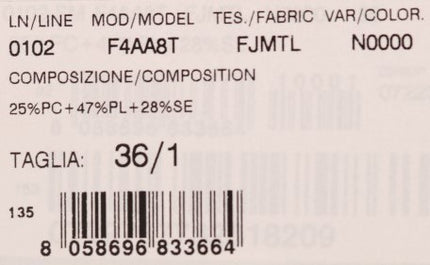 LN/LINE MOD/MODEL TES./FABRIC VAR/COLOR.
0102 F4AA8T FJMTL N0000
COMPOSIZIONE/COMPOSITION
25%PC+47%PL+28%SE
TAGLIA: 36/1
135
8 058696 833664